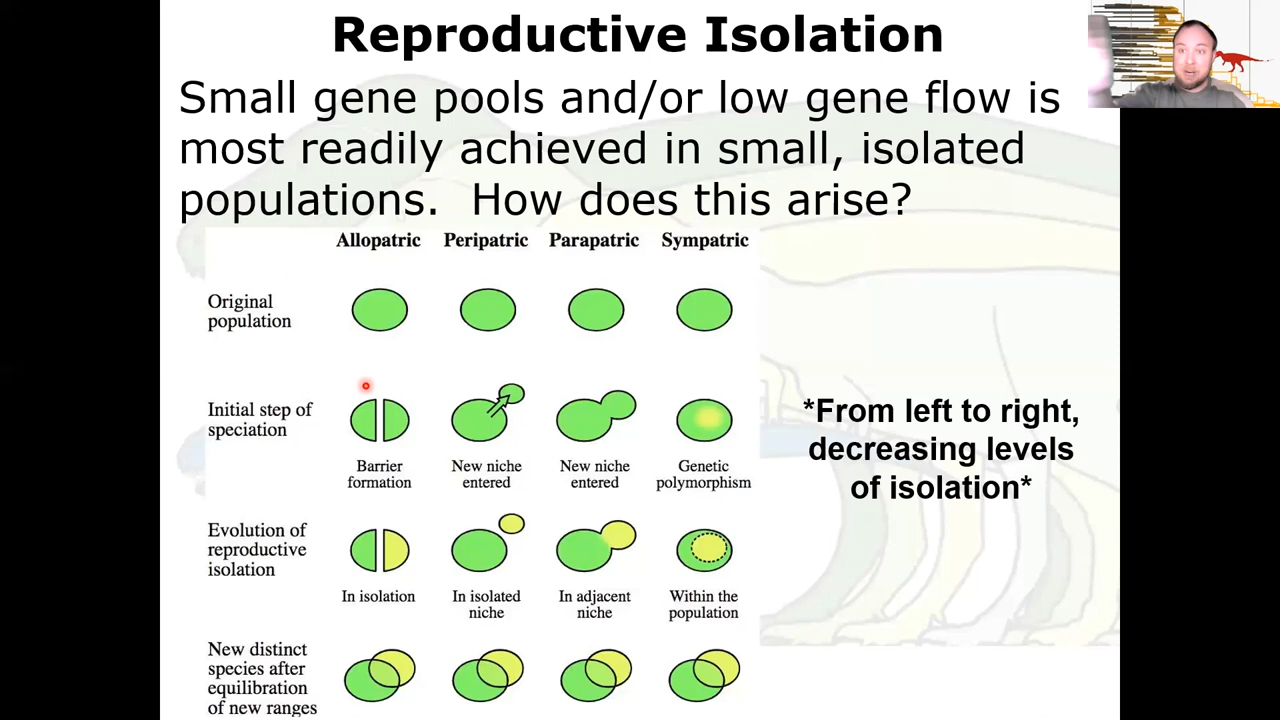 Reproductive Isolation
Small gene pools and/or low gene flow is
most readily achieved in small, isolated
populations.  How does this arise?
Allopatric Peripatric Parapatric Sympatric
Original
population
Initial step of
speciation
Barrier
formation
New niche
entered
New niche
entered
Genetic
polymorphism
*From left to right,
decreasing levels
of isolation*
Evolution of
reproductive
isolation
In isolation
In isolated
niche
In adjacent
niche
Within the
population
New distinct
species after
equilibration
of new ranges